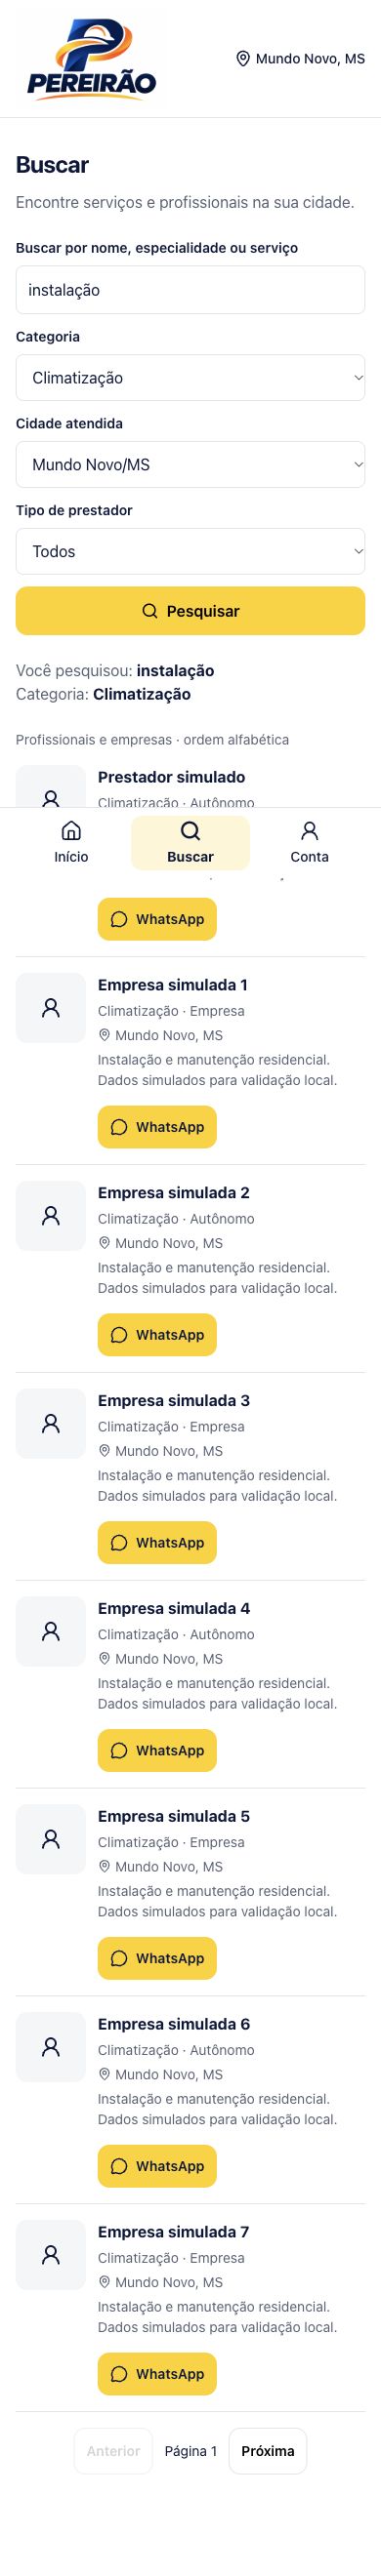 PEREIRÃO
Mundo Novo, MS
Buscar
Encontre serviços e profissionais na sua cidade.
Buscar por nome, especialidade ou serviço
instalação
Categoria
Climatização
Cidade atendida
Mundo Novo/MS
Tipo de prestador
Todos
Pesquisar
Você pesquisou: instalação
Categoria: Climatização
Profissionais e empresas · ordem alfabética
Prestador simulado
Climatização · Autônomo
Início
Buscar
Conta
WhatsApp
Empresa simulada 1
Climatização · Empresa
Mundo Novo, MS
Instalação e manutenção residencial.
Dados simulados para validação local.
WhatsApp
Empresa simulada 2
Climatização · Autônomo
Mundo Novo, MS
Instalação e manutenção residencial.
Dados simulados para validação local.
WhatsApp
Empresa simulada 3
Climatização · Empresa
Mundo Novo, MS
Instalação e manutenção residencial.
Dados simulados para validação local.
WhatsApp
Empresa simulada 4
Climatização · Autônomo
Mundo Novo, MS
Instalação e manutenção residencial.
Dados simulados para validação local.
WhatsApp
Empresa simulada 5
Climatização · Empresa
Mundo Novo, MS
Instalação e manutenção residencial.
Dados simulados para validação local.
WhatsApp
Empresa simulada 6
Climatização · Autônomo
Mundo Novo, MS
Instalação e manutenção residencial.
Dados simulados para validação local.
WhatsApp
Empresa simulada 7
Climatização · Empresa
Mundo Novo, MS
Instalação e manutenção residencial.
Dados simulados para validação local.
WhatsApp
Anterior
Página 1
Próxima